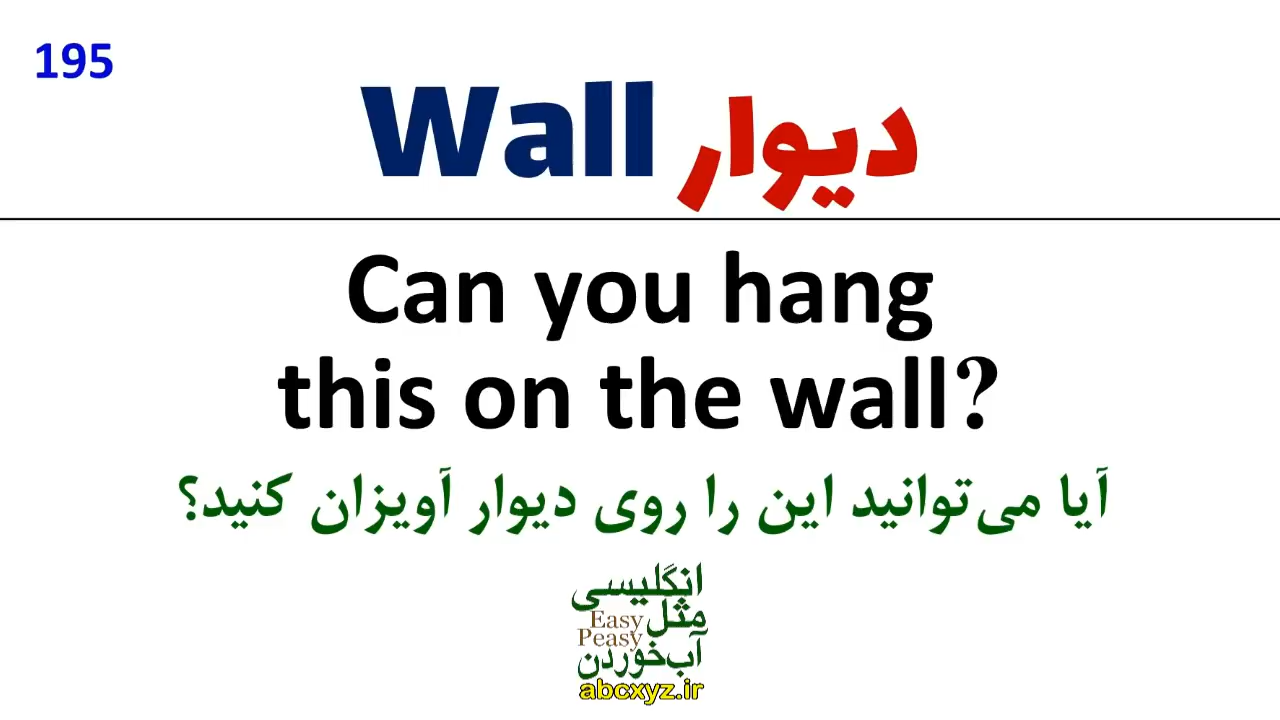 195
Wall دیوار
Can you hang
this on the wall?
آیا می‌توانید این را روی دیوار آویزان کنید؟
انگلیسی
مثل Easy
Peasy
آب‌خوردن
abcxyz.ir